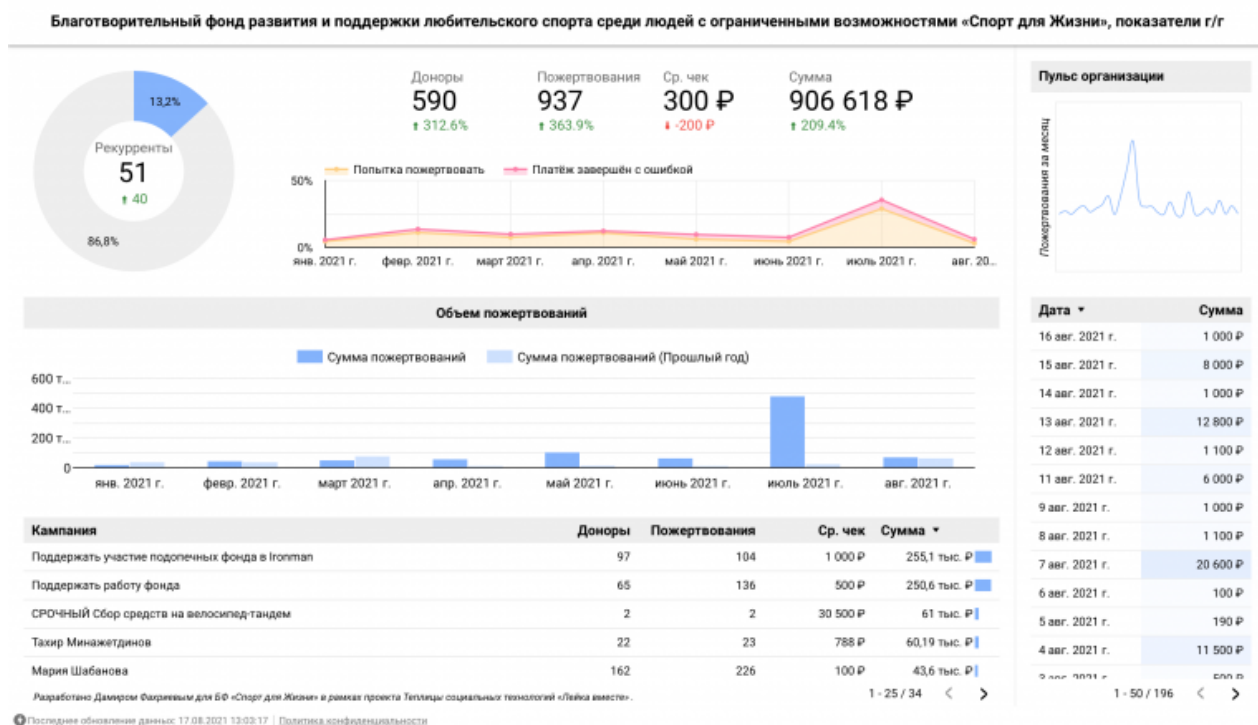 Благотворительный фонд развития и поддержки любительского спорта среди людей с ограниченными возможностями «Спорт для Жизни», показатели г/г
13,2%
Рекурренты
51
40
86,8%
Доноры Пожертвования Ср. чек Сумма
590 937 300 ₽ 906 618 ₽
312.6% 363.9% -200 ₽ 209.4%
Попытка пожертвовать Платёж завершён с ошибкой
50%
0%
янв. 2021 г. февр. 2021 г. март 2021 г. апр. 2021 г. май 2021 г. июнь 2021 г. июль 2021 г. авг. 20...
Объем пожертвований
Сумма пожертвований Сумма пожертвований (Прошлый год)
600 т...
400 т...
200 т...
0
янв. 2021 г. февр. 2021 г. март 2021 г. апр. 2021 г. май 2021 г. июнь 2021 г. июль 2021 г. авг. 2021 г.
Кампания Доноры Пожертвования Ср. чек Сумма
Поддержать участие подопечных фонда в Ironman 97 104 1 000 ₽ 255,1 тыс. ₽
Поддержать работу фонда 65 136 500 ₽ 250,6 тыс. ₽
СРОЧНЫЙ Сбор средств на велосипед-тандем 2 2 30 500 ₽ 61 тыс. ₽
Тахир Минажетдинов 22 23 788 ₽ 60,19 тыс. ₽
Мария Шабанова 162 226 100 ₽ 43,6 тыс. ₽
Разработано Дамиром Фахриевым для БФ «Спорт для Жизни» в рамках проекта Теплицы социальных технологий «Лейка вместе».
1 - 25 / 34
Пульс организации
Пожертвования за месяц
Дата Сумма
16 авг. 2021 г. 1 000 ₽
15 авг. 2021 г. 8 000 ₽
14 авг. 2021 г. 1 000 ₽
13 авг. 2021 г. 12 800 ₽
12 авг. 2021 г. 1 100 ₽
11 авг. 2021 г. 6 000 ₽
9 авг. 2021 г. 1 000 ₽
8 авг. 2021 г. 1 100 ₽
7 авг. 2021 г. 20 600 ₽
6 авг. 2021 г. 100 ₽
5 авг. 2021 г. 190 ₽
4 авг. 2021 г. 11 500 ₽
1 - 50 / 196
Последнее обновление данных: 17.08.2021 13:03:17 | Политика конфиденциальности